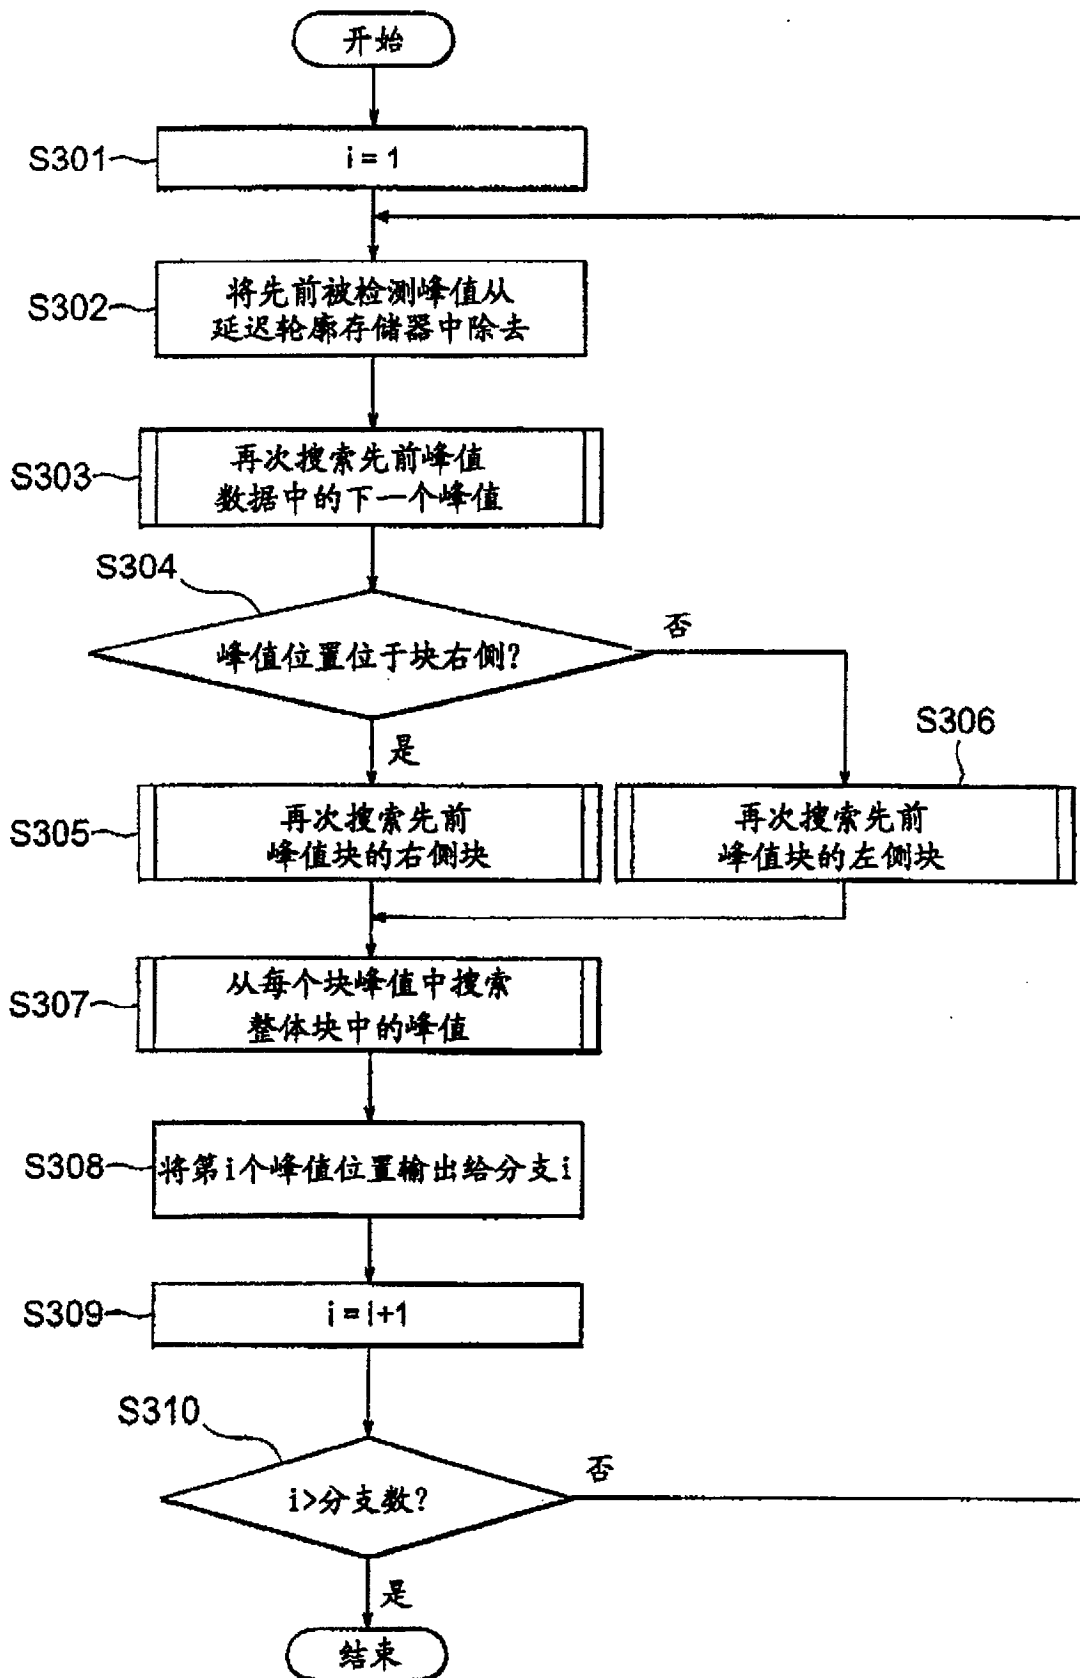 开始
S301
i = 1
S302
将先前被检测峰值从
延迟轮廓存储器中除去
S303
再次搜索先前峰值
数据中的下一个峰值
S304
峰值位置位于块右侧?
否
是
S305
再次搜索先前
峰值块的右侧块
S306
再次搜索先前
峰值块的左侧块
S307
从每个块峰值中搜索
整体块中的峰值
S308
将第i个峰值位置输出给分支i
S309
i = i+1
S310
i>分支数?
否
是
结束